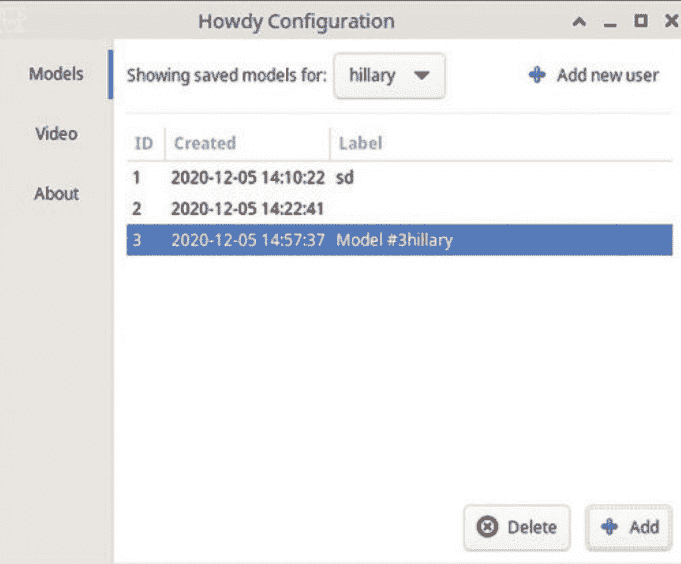 Howdy Configuration
Models
Showing saved models for: hillary Add new user
Video
About
ID Created Label
1 2020-12-05 14:10:22 sd
2 2020-12-05 14:22:41
3 2020-12-05 14:57:37 Model #3hillary
Delete Add